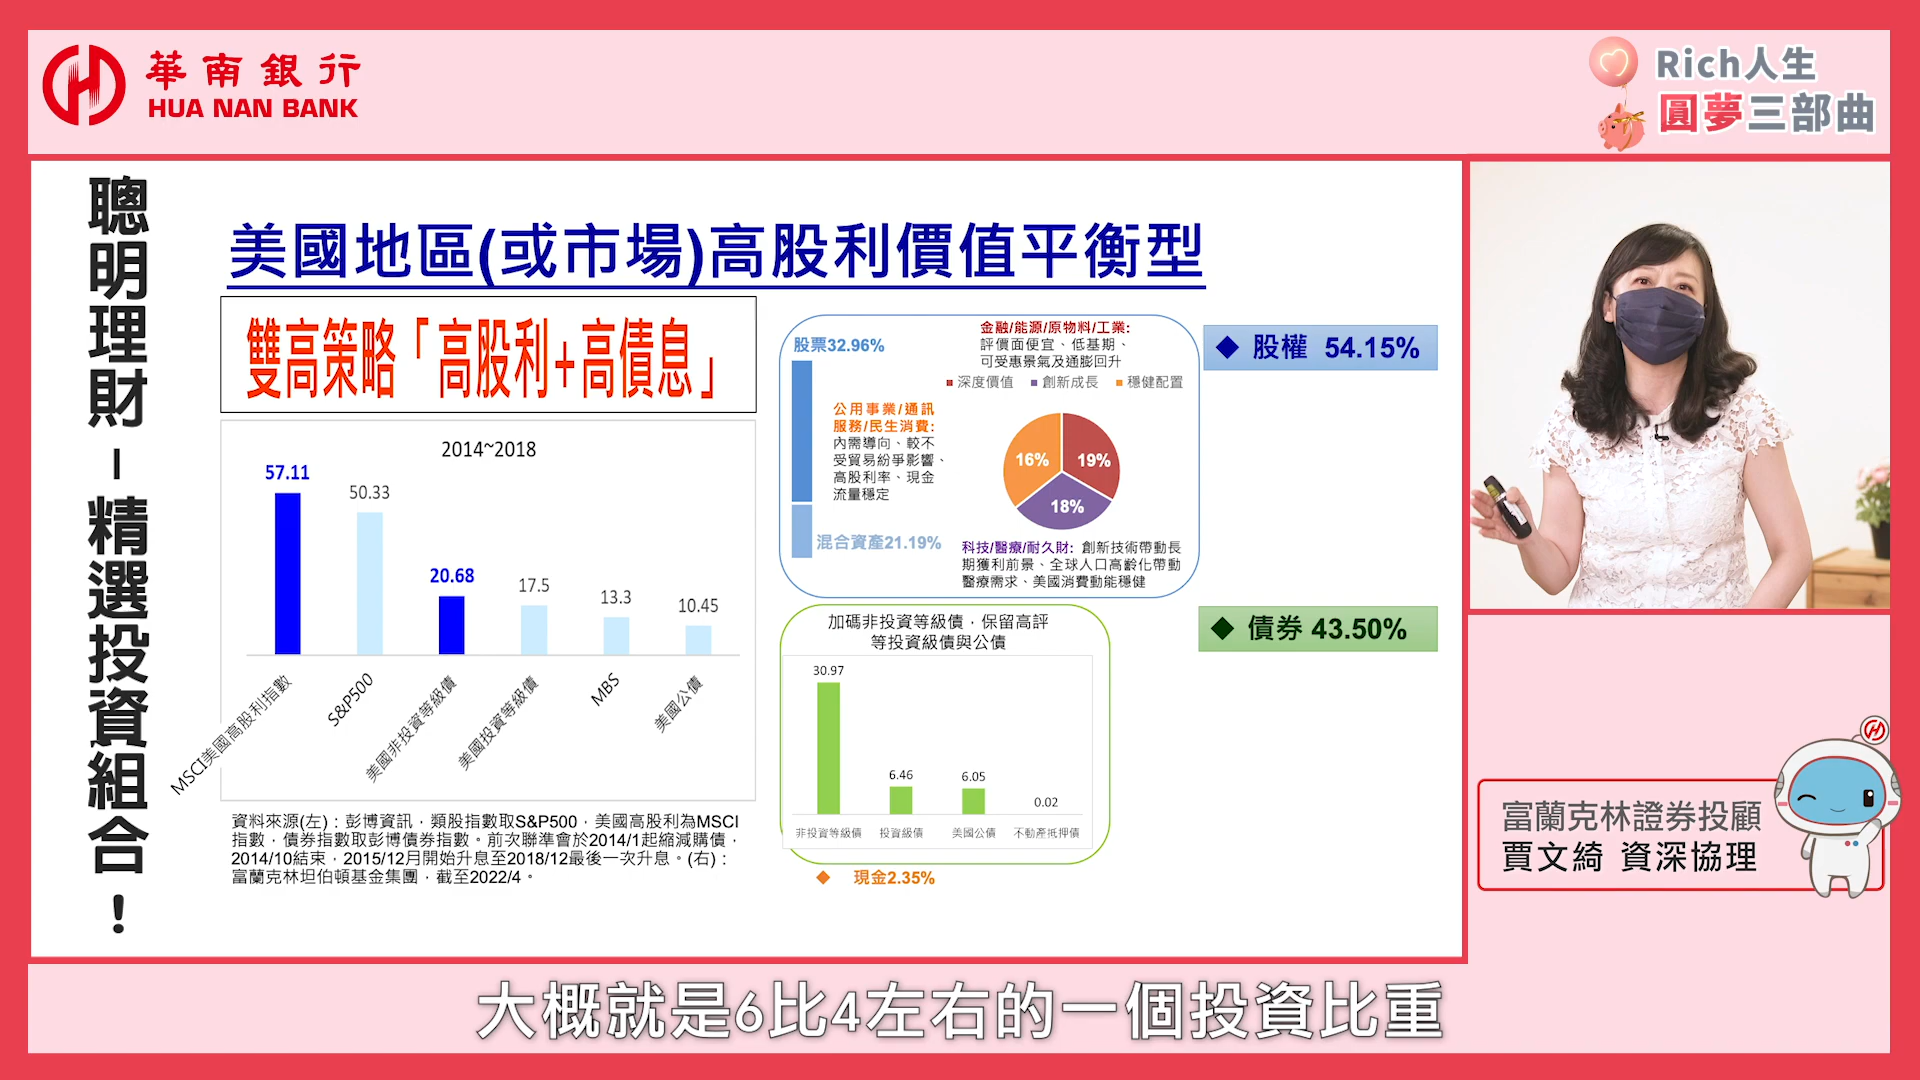 華南銀行
HUA NAN BANK
Rich人生
圓夢三部曲
聰明理財-精選投資組合！
美國地區(或市場)高股利價值平衡型
雙高策略「高股利+高債息」
2014~2018
57.11
50.33
20.68
17.5
13.3
10.45
MSCI美國高股利指數
S&P500
美國非投資等級債
美國投資等級債
MBS
美國公債
資料來源(左)：彭博資訊，類股指數取S&P500，美國高股利為MSCI
指數，債券指數取彭博債券指數。前次聯準會於2014/1起縮減購債，
2014/10結束，2015/12月開始升息至2018/12最後一次升息。(右)：
富蘭克林坦伯頓基金集團，截至2022/4。
股票32.96%
混合資產21.19%
金融/能源/原物料/工業:
評價面便宜、低基期、
可受惠景氣及通膨回升
深度價值 創新成長 穩健配置
公用事業/通訊
服務/民生消費:
內需導向、較不
受貿易紛爭影響、
高股利率、現金
流量穩定
16%
19%
18%
科技/醫療/耐久財: 創新技術帶動長
期獲利前景、全球人口高齡化帶動
醫療需求、美國消費動能穩健
◆ 股權 54.15%
加碼非投資等級債，保留高評
等投資級債與公債
30.97
6.46
6.05
0.02
非投資等級債
投資級債
美國公債
不動產抵押債
◆ 債券 43.50%
◆ 現金2.35%
富蘭克林證券投顧
賈文綺 資深協理
大概就是6比4左右的一個投資比重